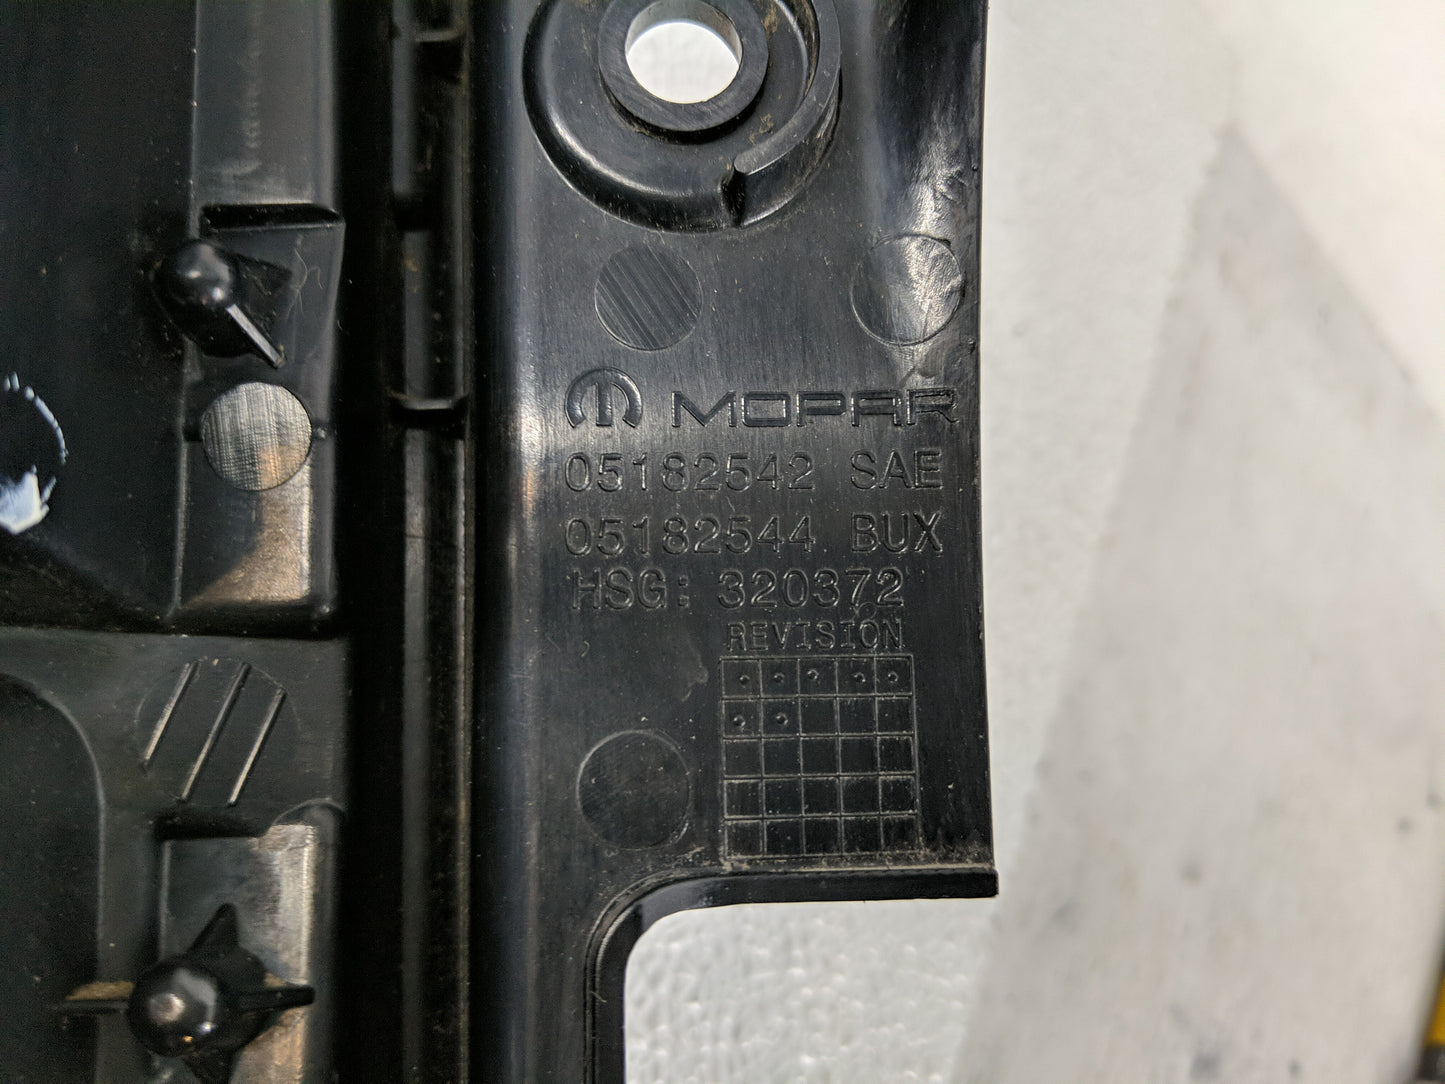 MOPAR
05182542 SAE
05182544 BUX
HSG: 320372
REVISION